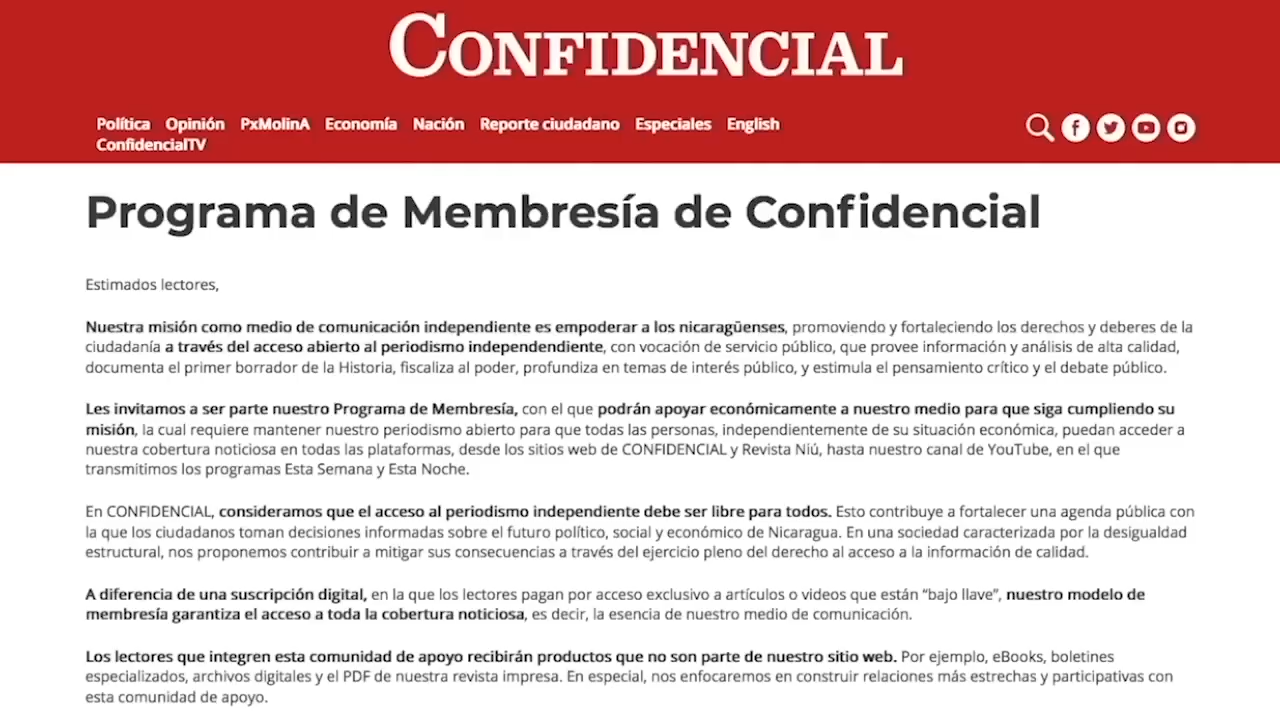 CONFIDENCIAL
Política Opinión PxMolinA Economía Nación Reporte ciudadano Especiales English
ConfidencialTV
Programa de Membresía de Confidencial
Estimados lectores,
Nuestra misión como medio de comunicación independiente es empoderar a los nicaragüenses, promoviendo y fortaleciendo los derechos y deberes de la
ciudadanía a través del acceso abierto al periodismo independendiente, con vocación de servicio público, que provee información y análisis de alta calidad,
documenta el primer borrador de la Historia, fiscaliza al poder, profundiza en temas de interés público, y estimula el pensamiento crítico y el debate público.
Les invitamos a ser parte nuestro Programa de Membresía, con el que podrán apoyar económicamente a nuestro medio para que siga cumpliendo su
misión, la cual requiere mantener nuestro periodismo abierto para que todas las personas, independientemente de su situación económica, puedan acceder a
nuestra cobertura noticiosa en todas las plataformas, desde los sitios web de CONFIDENCIAL y Revista Niú, hasta nuestro canal de YouTube, en el que
transmitimos los programas Esta Semana y Esta Noche.
En CONFIDENCIAL, consideramos que el acceso al periodismo independiente debe ser libre para todos. Esto contribuye a fortalecer una agenda pública con
la que los ciudadanos toman decisiones informadas sobre el futuro político, social y económico de Nicaragua. En una sociedad caracterizada por la desigualdad
estructural, nos proponemos contribuir a mitigar sus consecuencias a través del ejercicio pleno del derecho al acceso a la información de calidad.
A diferencia de una suscripción digital, en la que los lectores pagan por acceso exclusivo a artículos o videos que están “bajo llave”, nuestro modelo de
membresía garantiza el acceso a toda la cobertura noticiosa, es decir, la esencia de nuestro medio de comunicación.
Los lectores que integren esta comunidad de apoyo recibirán productos que no son parte de nuestro sitio web. Por ejemplo, eBooks, boletines
especializados, archivos digitales y el PDF de nuestra revista impresa. En especial, nos enfocaremos en construir relaciones más estrechas y participativas con
esta comunidad de apoyo.